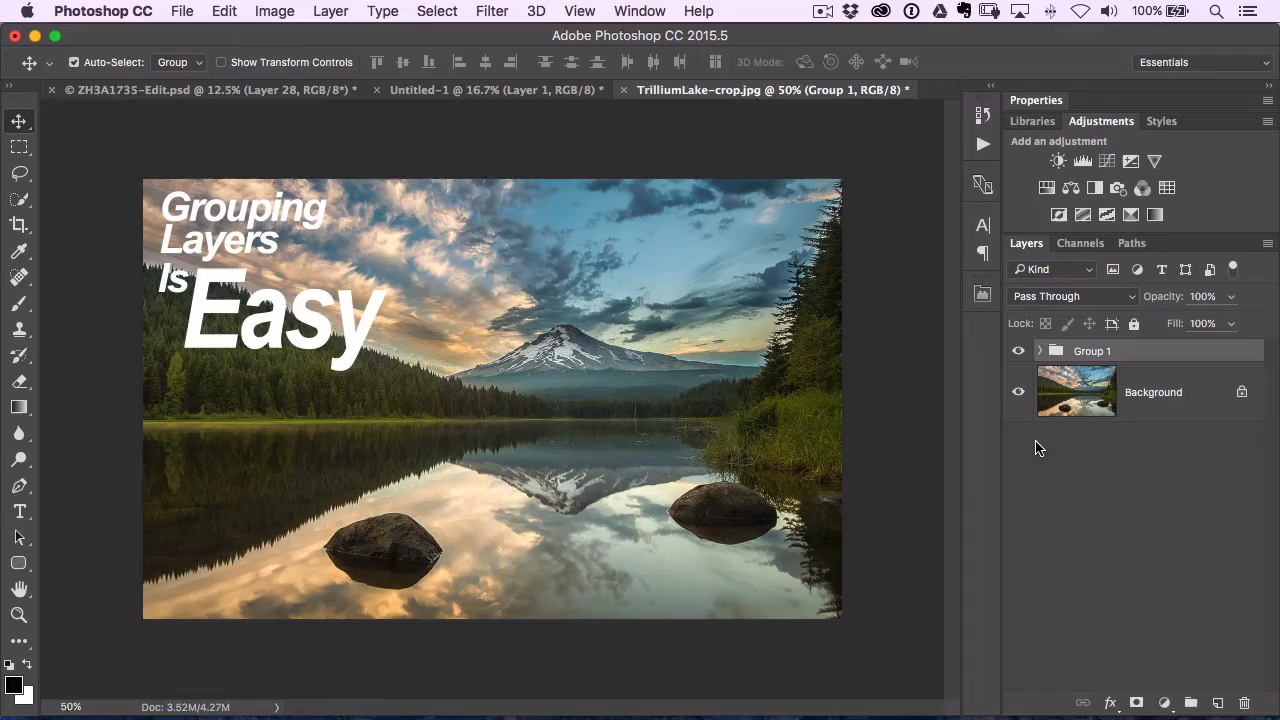 Photoshop CC File Edit Image Layer Type Select Filter 3D View Window Help 100%
Adobe Photoshop CC 2015.5
Auto-Select: Group Show Transform Controls 3D Mode: Essentials
© ZH3A1735-Edit.psd @ 12.5% (Layer 28, RGB/8*) * Untitled-1 @ 16.7% (Layer 1, RGB/8) * TrilliumLake-crop.jpg @ 50% (Group 1, RGB/8) *
Properties
Libraries Adjustments Styles
Add an adjustment
Grouping
Layers
Is Easy
Layers Channels Paths
Kind
Pass Through Opacity: 100%
Lock: Fill: 100%
Group 1
Background
50% Doc: 3.52M/4.27M